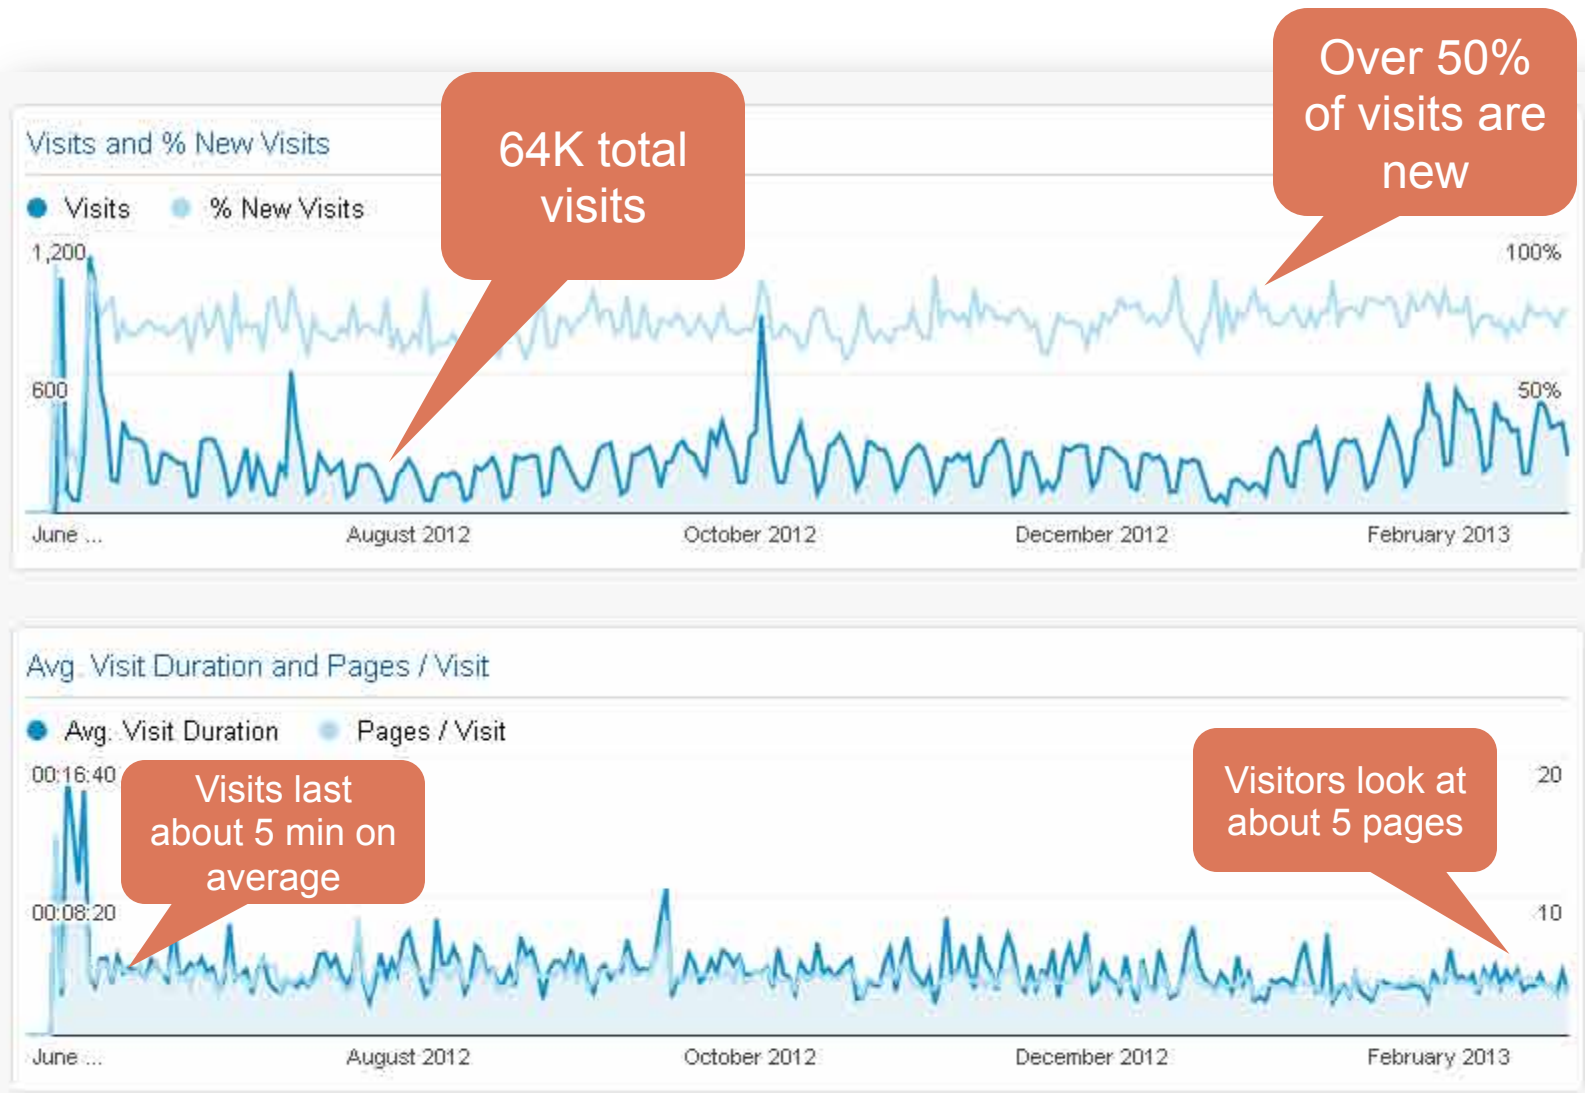 Over 50%
of visits are
new
64K total
visits
Visits and % New Visits
Visits % New Visits
1,200 100%
600 50%
June ... August 2012 October 2012 December 2012 February 2013
Avg. Visit Duration and Pages / Visit
Avg. Visit Duration Pages / Visit
00:16:40 20
Visits last
about 5 min on
average
Visitors look at
about 5 pages
00:08:20 10
June ... August 2012 October 2012 December 2012 February 2013